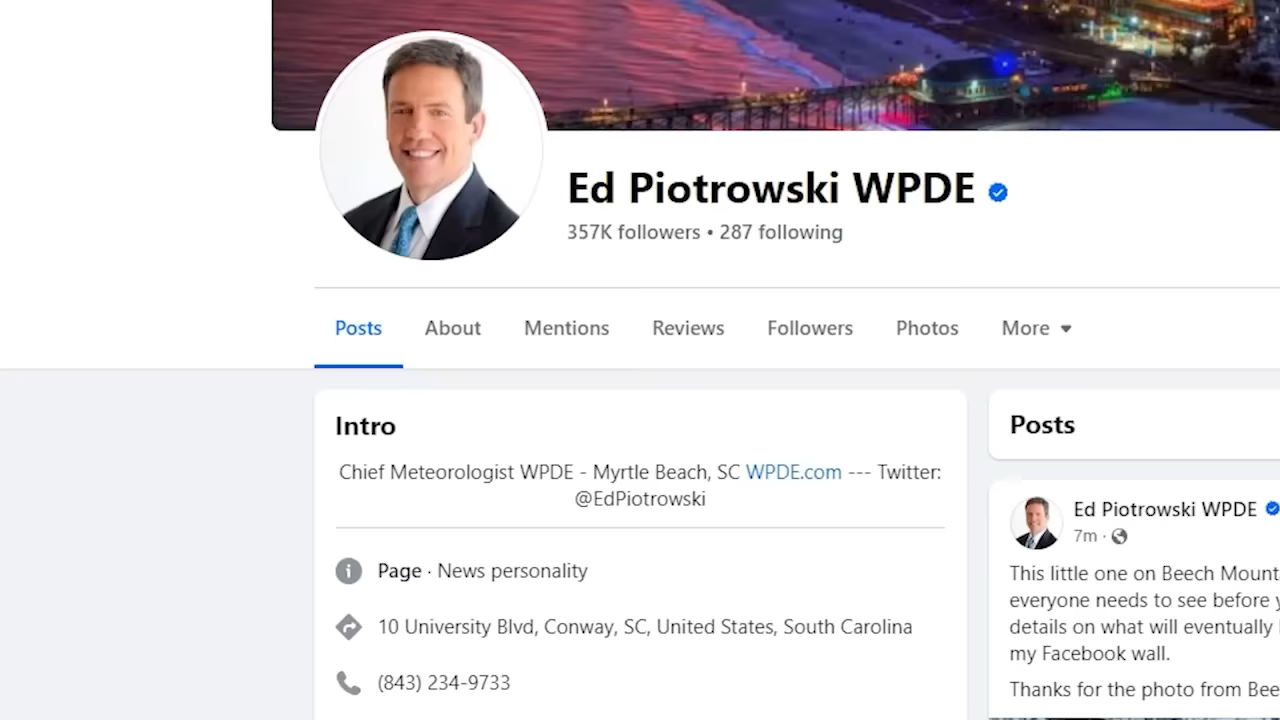 Ed Piotrowski WPDE
357K followers • 287 following
Posts
About
Mentions
Reviews
Followers
Photos
More
Intro
Chief Meteorologist WPDE - Myrtle Beach, SC WPDE.com --- Twitter:
@EdPiotrowski
Page · News personality
10 University Blvd, Conway, SC, United States, South Carolina
(843) 234-9733
Posts
Ed Piotrowski WPDE
7m ·
This little one on Beech Mount
everyone needs to see before y
details on what will eventually
my Facebook wall.
Thanks for the photo from Bee